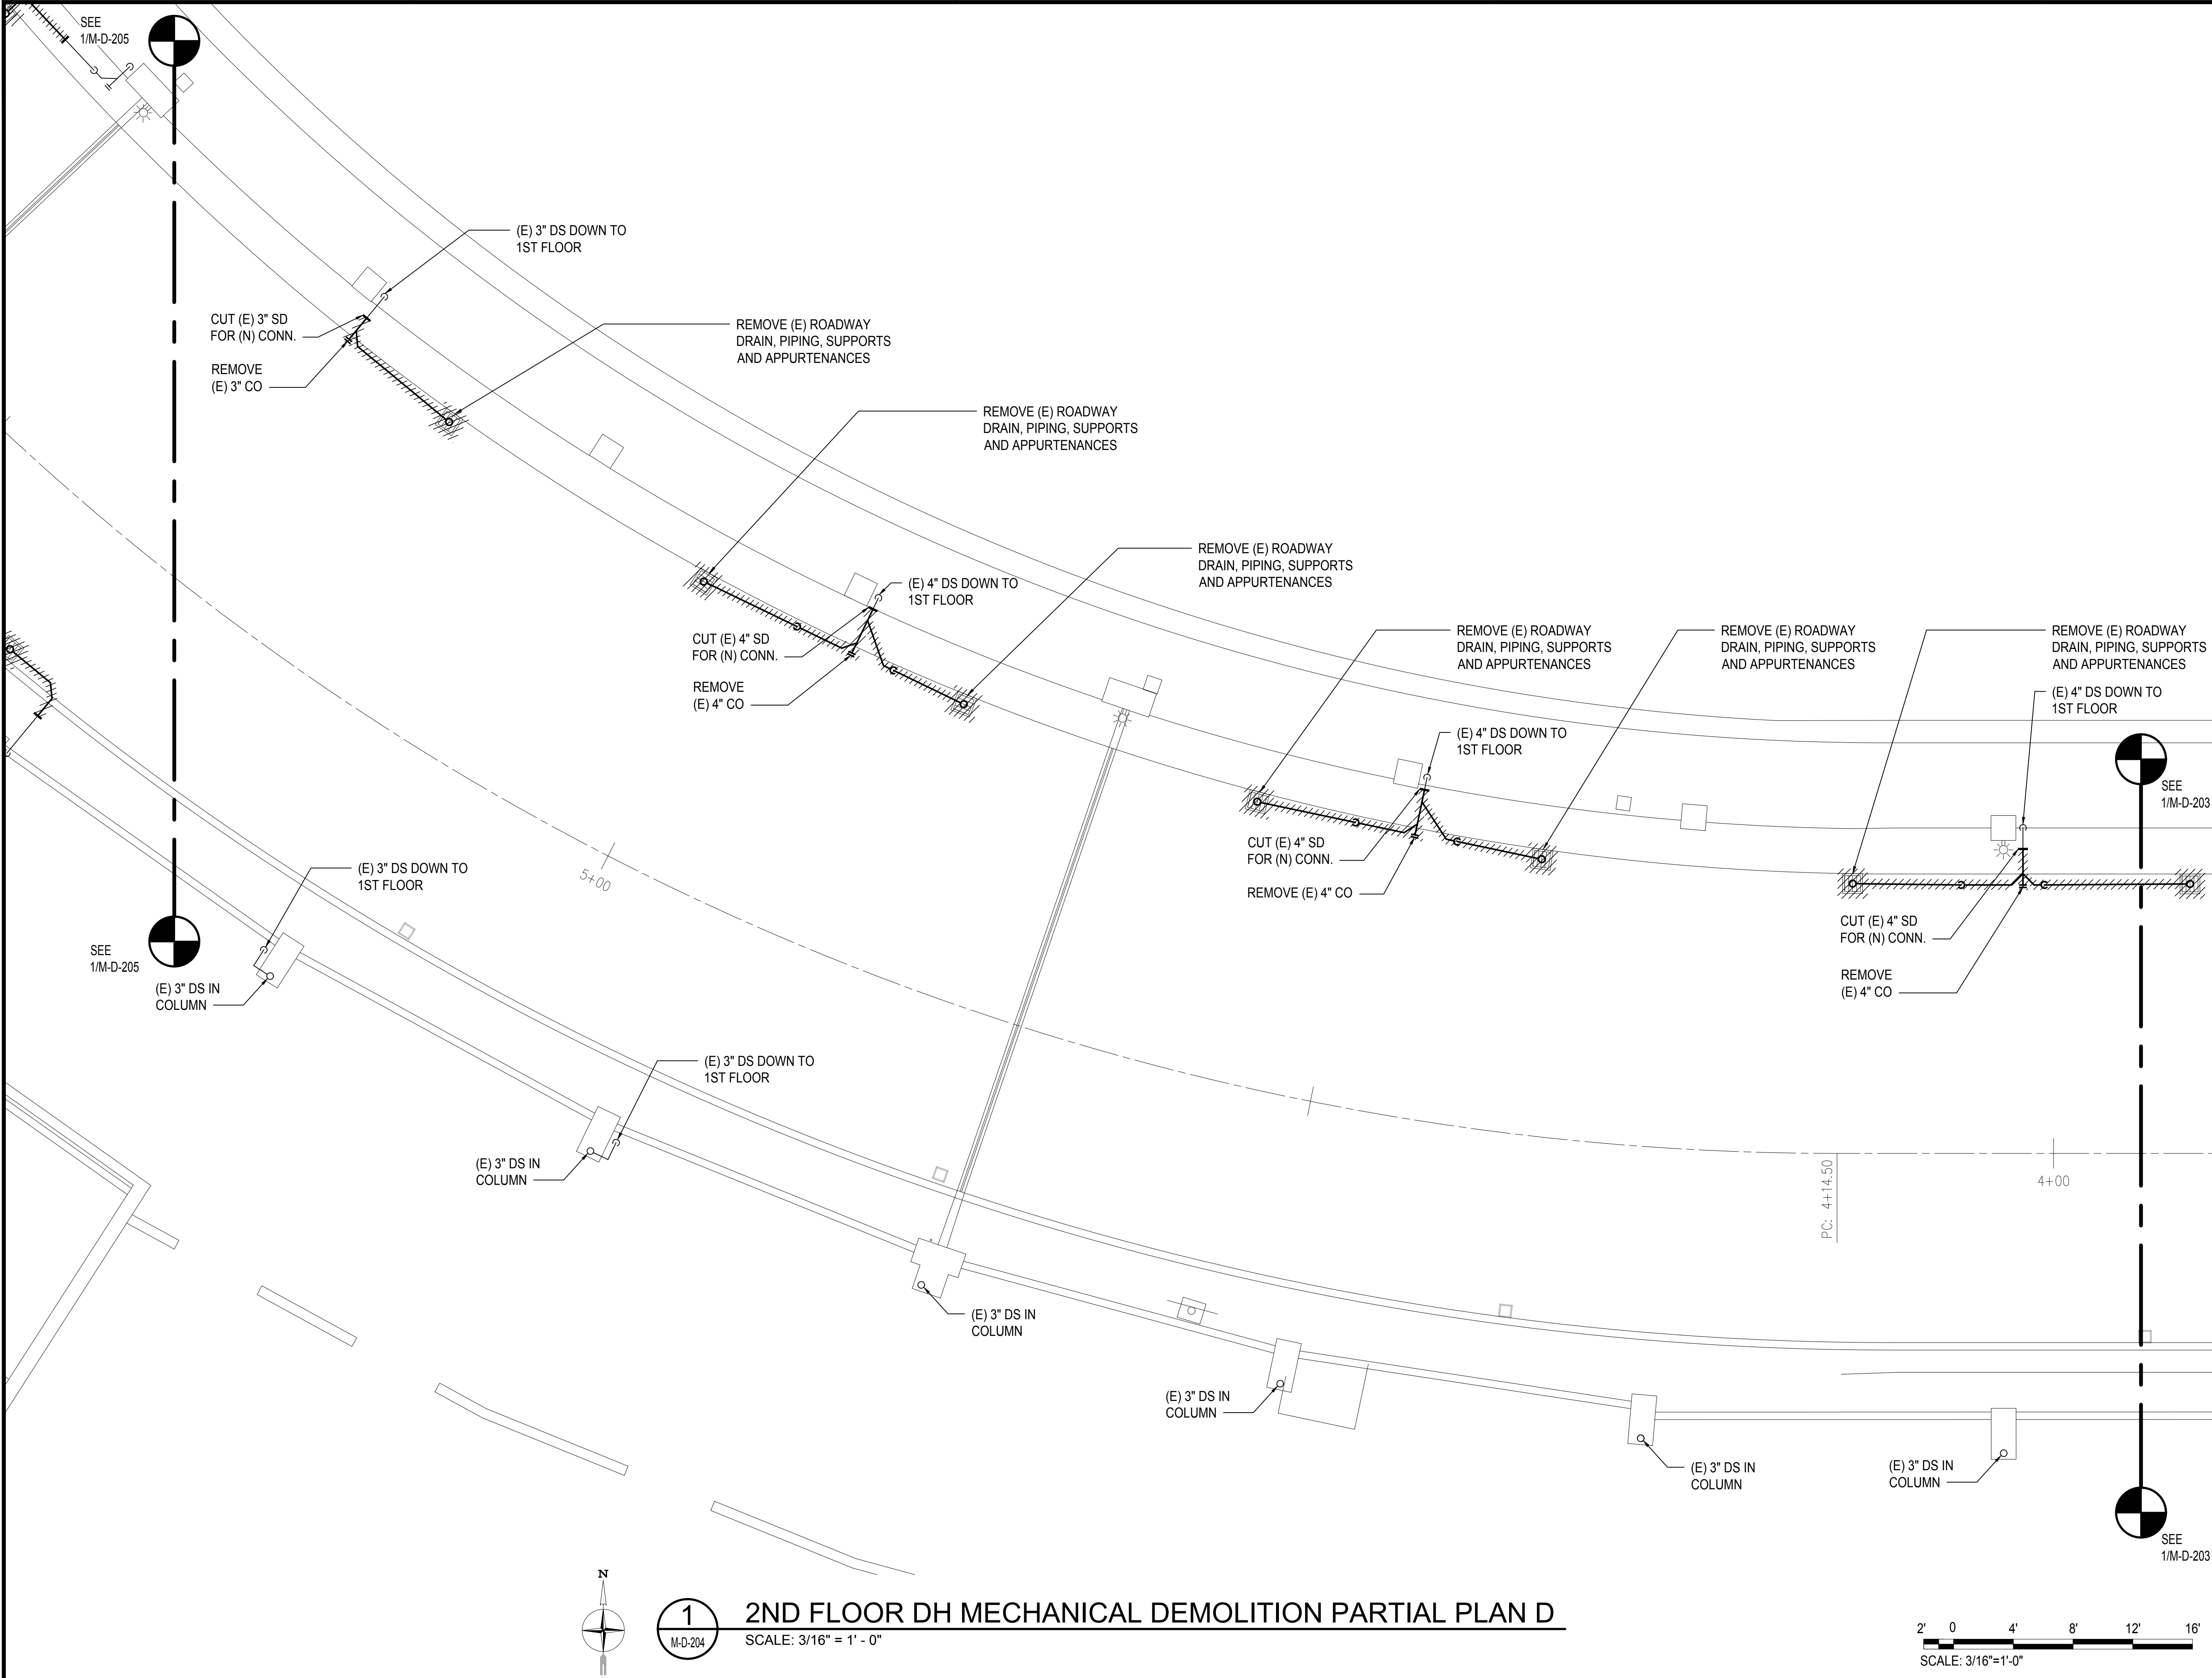 SEE
1/M-D-205
(E) 3" DS DOWN TO
1ST FLOOR
CUT (E) 3" SD
FOR (N) CONN.
REMOVE
(E) 3" CO
REMOVE (E) ROADWAY
DRAIN, PIPING, SUPPORTS
AND APPURTENANCES
REMOVE (E) ROADWAY
DRAIN, PIPING, SUPPORTS
AND APPURTENANCES
REMOVE (E) ROADWAY
DRAIN, PIPING, SUPPORTS
AND APPURTENANCES
(E) 4" DS DOWN TO
1ST FLOOR
CUT (E) 4" SD
FOR (N) CONN.
REMOVE
(E) 4" CO
REMOVE (E) ROADWAY
DRAIN, PIPING, SUPPORTS
AND APPURTENANCES
REMOVE (E) ROADWAY
DRAIN, PIPING, SUPPORTS
AND APPURTENANCES
REMOVE (E) ROADWAY
DRAIN, PIPING, SUPPORTS
AND APPURTENANCES
(E) 4" DS DOWN TO
1ST FLOOR
(E) 4" DS DOWN TO
1ST FLOOR
SEE
1/M-D-203
CUT (E) 4" SD
FOR (N) CONN.
REMOVE (E) 4" CO
CUT (E) 4" SD
FOR (N) CONN.
REMOVE
(E) 4" CO
(E) 3" DS DOWN TO
1ST FLOOR
5+00
SEE
1/M-D-205
(E) 3" DS IN
COLUMN
(E) 3" DS DOWN TO
1ST FLOOR
(E) 3" DS IN
COLUMN
PC: 4+14.50
4+00
(E) 3" DS IN
COLUMN
(E) 3" DS IN
COLUMN
(E) 3" DS IN
COLUMN
(E) 3" DS IN
COLUMN
SEE
1/M-D-203
N
1
M-D-204
2ND FLOOR DH MECHANICAL DEMOLITION PARTIAL PLAN D
SCALE: 3/16" = 1' - 0"
2' 0 4' 8' 12' 16'
SCALE: 3/16"=1'-0"